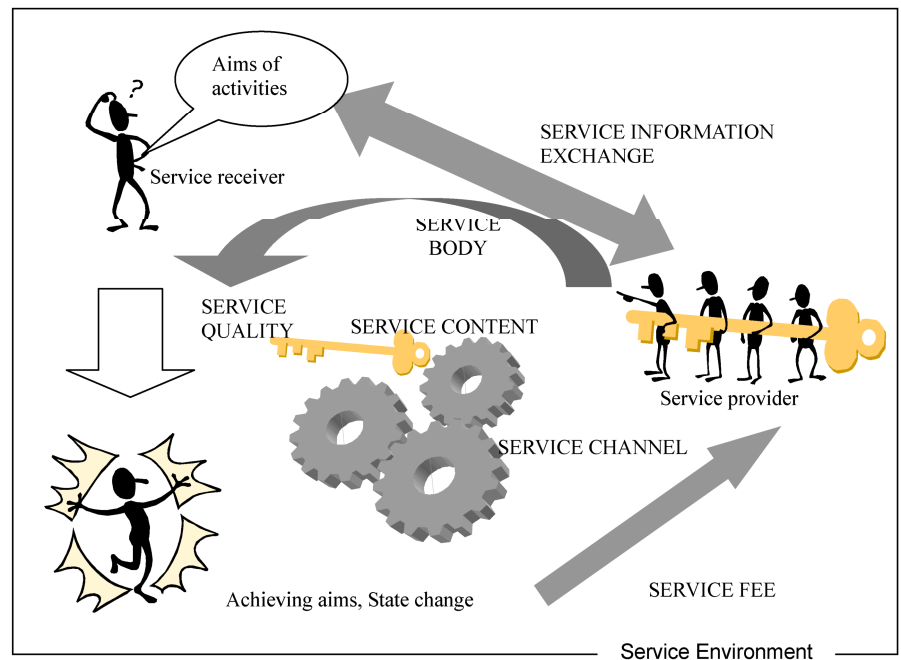 ?
Aims of
activities
SERVICE INFORMATION
EXCHANGE
Service receiver
SERVICE
BODY
SERVICE
QUALITY
SERVICE CONTENT
Service provider
SERVICE CHANNEL
Achieving aims, State change
SERVICE FEE
Service Environment